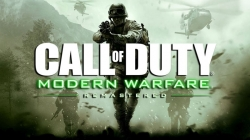 CALL OF DUTY
MODERN WARFARE
REMASTERED